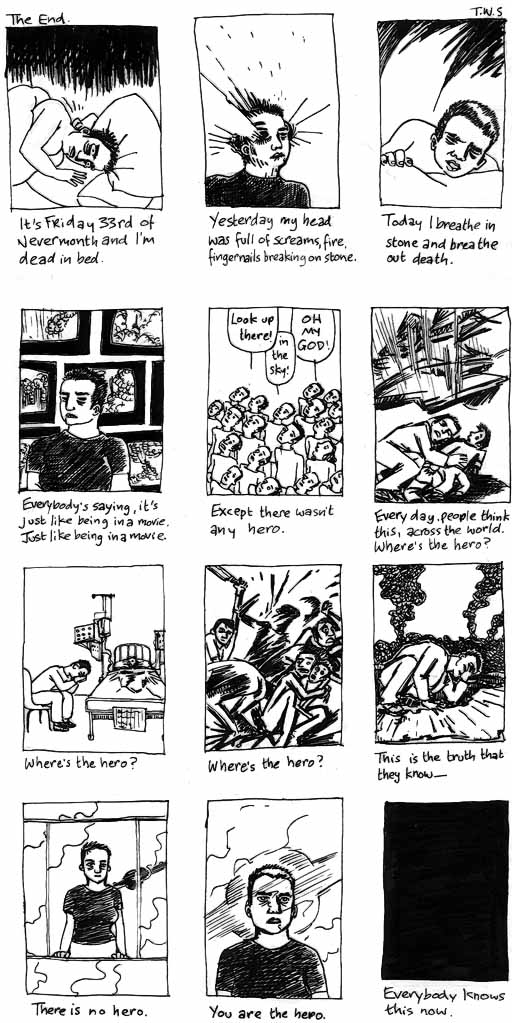 The End.
T.W.S
It's Friday 33rd of
Nevermonth and I'm
dead in bed.
Yesterday my head
was full of screams, fire,
fingernails breaking on stone.
Today I breathe in
stone and breathe
out death.
Everybody's saying, it's
just like being in a movie.
Just like being in a movie.
Look up
there!
in
the
sky!
OH
MY
GOD!
Except there wasn't
any hero.
Every day, people think
this, across the world.
Where's the hero?
Where's the hero?
Where's the hero?
This is the truth that
they know—
There is no hero.
You are the hero.
Everybody knows
this now.